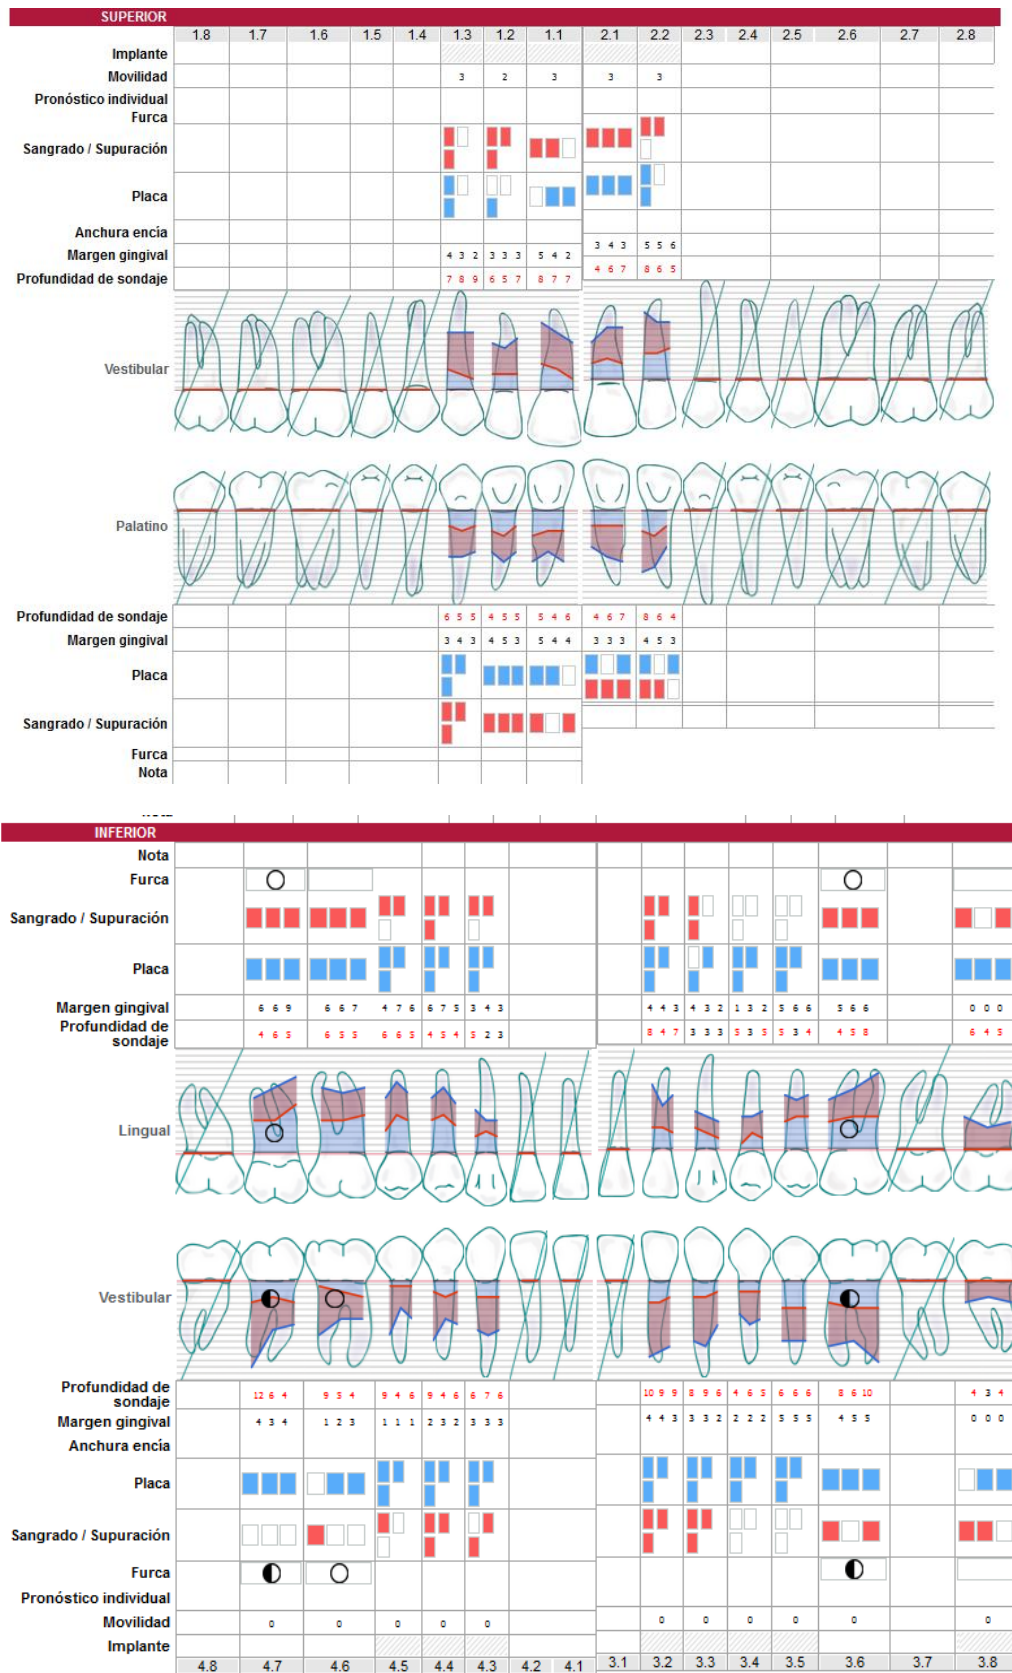 SUPERIOR
1.8 1.7 1.6 1.5 1.4 1.3 1.2 1.1 2.1 2.2 2.3 2.4 2.5 2.6 2.7 2.8
Implante
Movilidad 3 2 3 3 3
Pronóstico individual
Furca
Sangrado / Supuración
Placa
Anchura encía
Margen gingival 4 3 2 3 3 3 5 4 2 3 4 3 5 5 6
Profundidad de sondaje 7 8 9 6 5 7 8 7 7 4 6 7 8 6 5
Vestibular
Palatino
Profundidad de sondaje 6 5 5 4 5 5 5 4 6 4 6 7 8 6 4
Margen gingival 3 4 3 4 5 3 5 4 4 3 3 3 4 5 3
Placa
Sangrado / Supuración
Furca
Nota
INFERIOR
Nota
Furca
Sangrado / Supuración
Placa
Margen gingival 6 6 9 6 6 7 4 7 6 6 7 5 3 4 3 4 4 3 4 3 2 1 3 2 5 6 6 5 6 6 0 0 0
Profundidad de
sondaje 4 6 5 6 5 5 6 6 5 4 5 4 5 2 3 8 4 7 3 3 3 5 3 5 5 3 4 4 5 8 6 4 5
Lingual
Vestibular
Profundidad de
sondaje 12 6 4 9 5 4 9 4 6 9 4 6 6 7 6 10 9 9 8 9 6 4 6 5 6 6 6 8 6 10 4 3 4
Margen gingival 4 3 4 1 2 3 1 1 1 2 3 2 3 3 3 4 4 3 3 3 2 2 2 2 5 5 5 4 5 5 0 0 0
Anchura encía
Placa
Sangrado / Supuración
Furca
Pronóstico individual
Movilidad 0 0 0 0 0 0 0 0 0 0 0
Implante
4.8 4.7 4.6 4.5 4.4 4.3 4.2 4.1 3.1 3.2 3.3 3.4 3.5 3.6 3.7 3.8